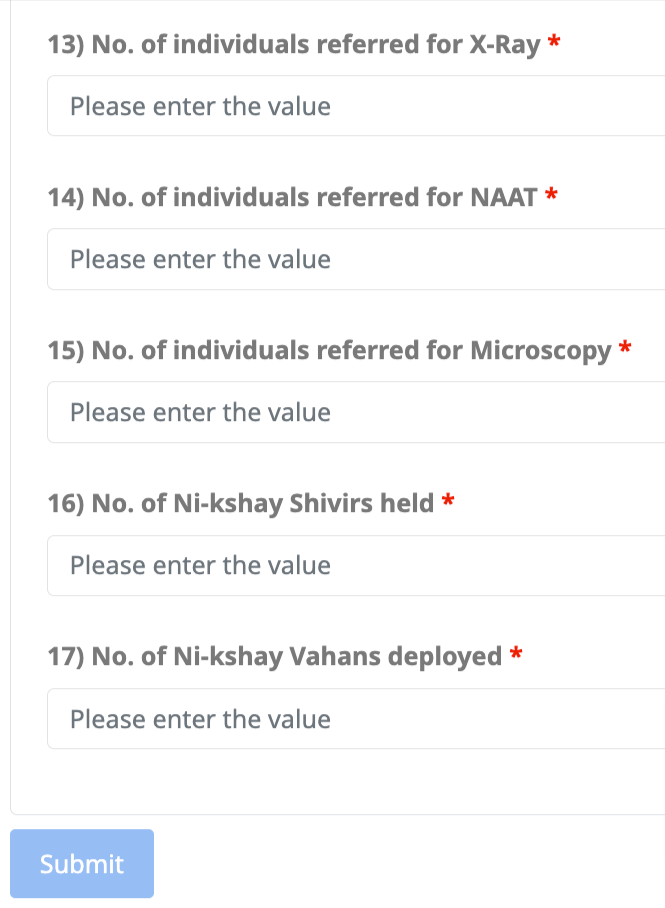 13) No. of individuals referred for X-Ray *
Please enter the value
14) No. of individuals referred for NAAT *
Please enter the value
15) No. of individuals referred for Microscopy *
Please enter the value
16) No. of Ni-kshay Shivirs held *
Please enter the value
17) No. of Ni-kshay Vahans deployed *
Please enter the value
Submit